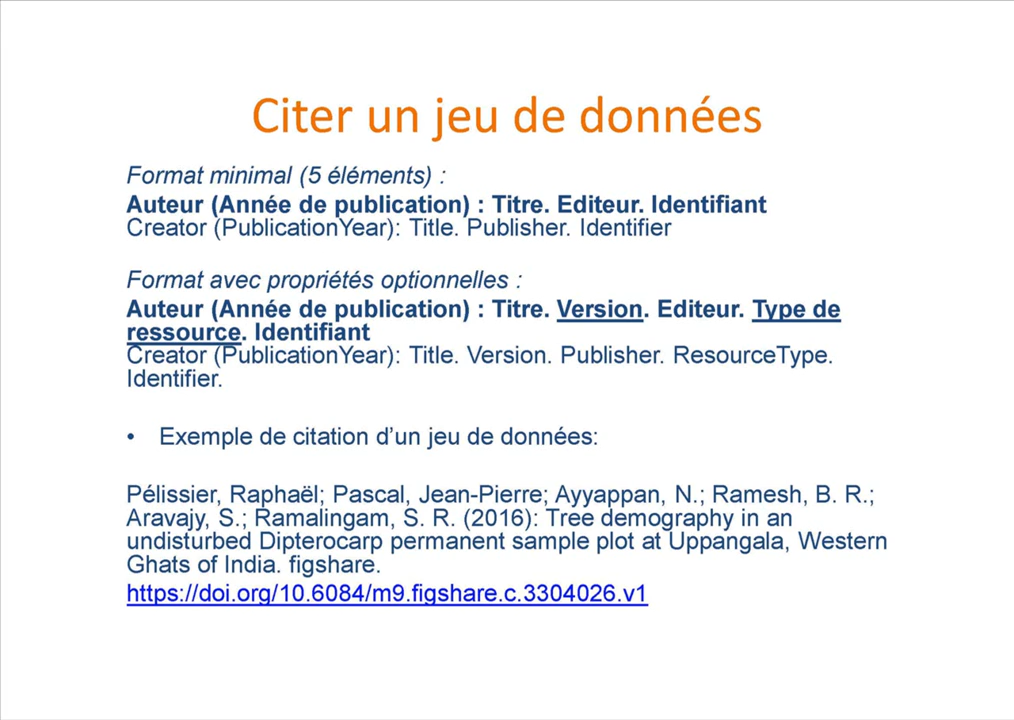 Citer un jeu de données
Format minimal (5 éléments) :
Auteur (Année de publication) : Titre. Editeur. Identifiant
Creator (PublicationYear): Title. Publisher. Identifier
Format avec propriétés optionnelles :
Auteur (Année de publication) : Titre. Version. Editeur. Type de
ressource. Identifiant
Creator (PublicationYear): Title. Version. Publisher. ResourceType.
Identifier.
• Exemple de citation d’un jeu de données:
Pélissier, Raphaël; Pascal, Jean-Pierre; Ayyappan, N.; Ramesh, B. R.;
Aravajy, S.; Ramalingam, S. R. (2016): Tree demography in an
undisturbed Dipterocarp permanent sample plot at Uppangala, Western
Ghats of India. figshare.
https://doi.org/10.6084/m9.figshare.c.3304026.v1